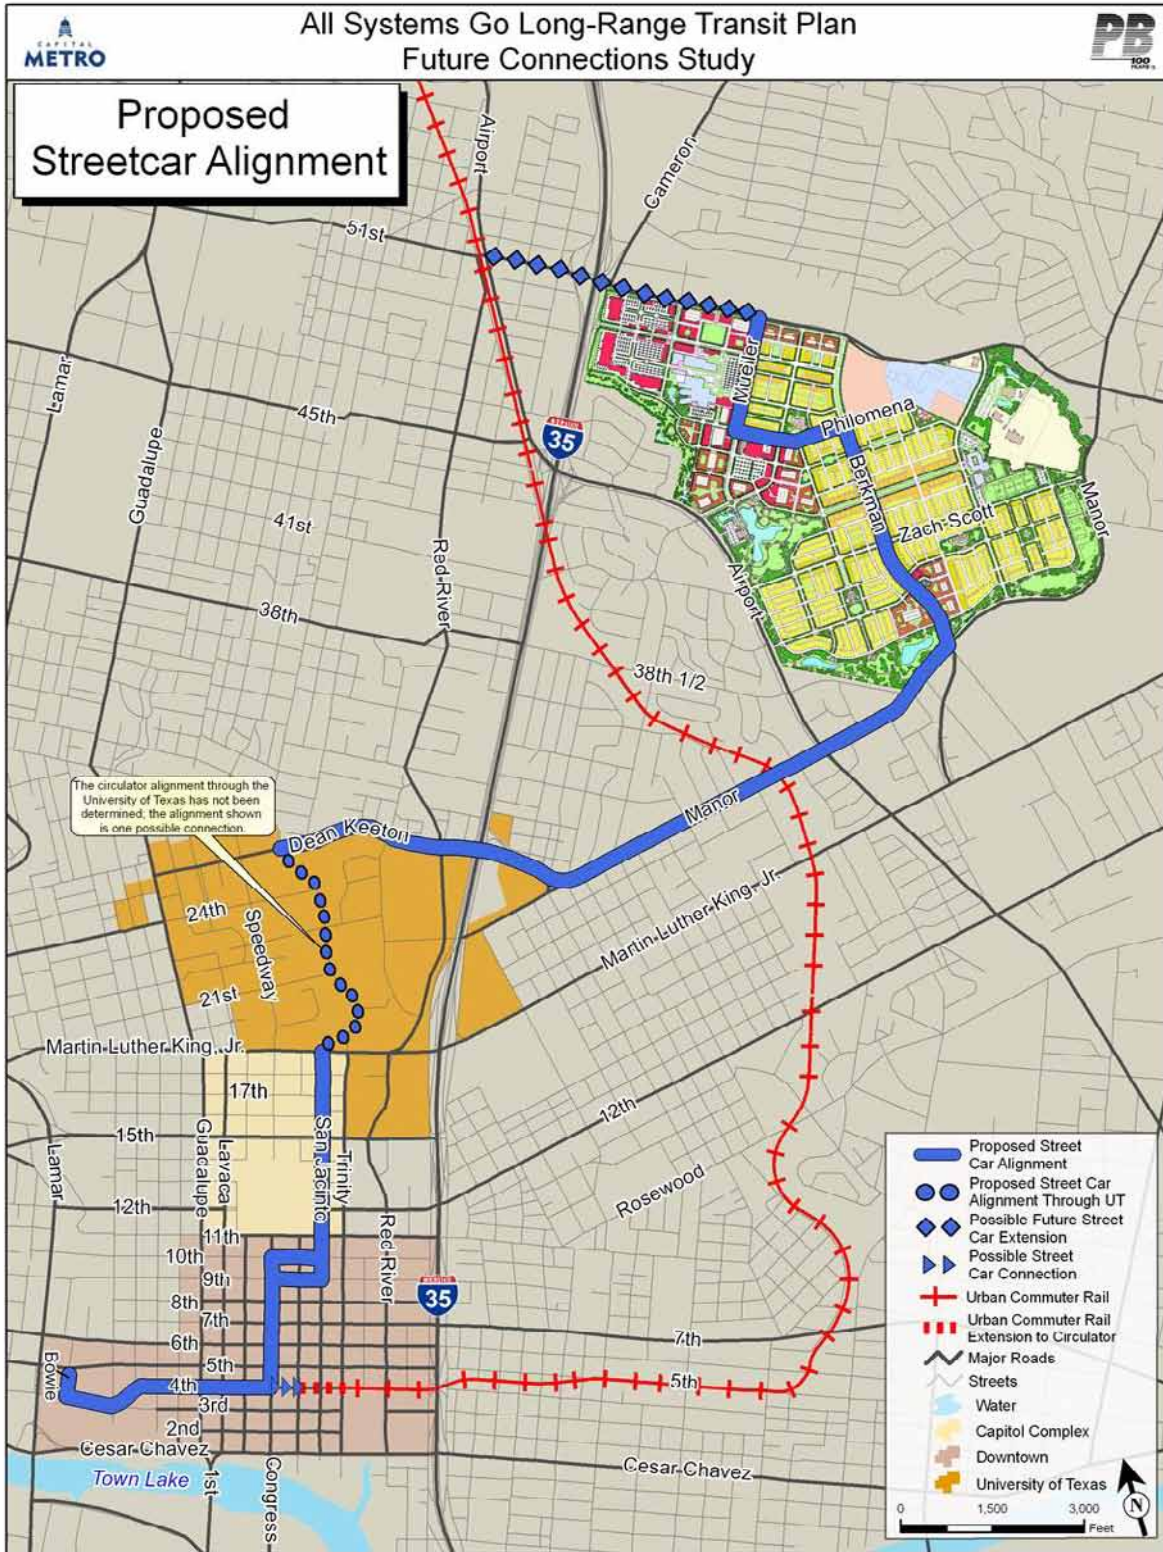 CAPITAL
METRO
All Systems Go Long-Range Transit Plan
Future Connections Study
PB
100
YEARS
Proposed
Streetcar Alignment
Airport
Cameron
51st
Lamar
Guadalupe
45th
35
Mueller
Philomena
Berkman
Zach Scott
Manor
41st
Red River
Airport
38th
38th 1/2
The circulator alignment through the
University of Texas has not been
determined; the alignment shown
is one possible connection.
Dean Keeton
Manor
24th
Speedway
Martin Luther King, Jr.
21st
Martin Luther King, Jr.
17th
12th
15th
Lamar
Guacalupe
Lavaca
San Jacinto
Trinity
Rosewood
12th
11th
Red River
10th
9th
35
8th
7th
6th
7th
Bowie
5th
4th
5th
3rd
2nd
Cesar Chavez
Cesar Chavez
Town Lake
1st
Congress
Proposed Street
Car Alignment
Proposed Street Car
Alignment Through UT
Possible Future Street
Car Extension
Possible Street
Car Connection
Urban Commuter Rail
Urban Commuter Rail
Extension to Circulator
Major Roads
Streets
Water
Capitol Complex
Downtown
University of Texas
N
0 1,500 3,000
Feet